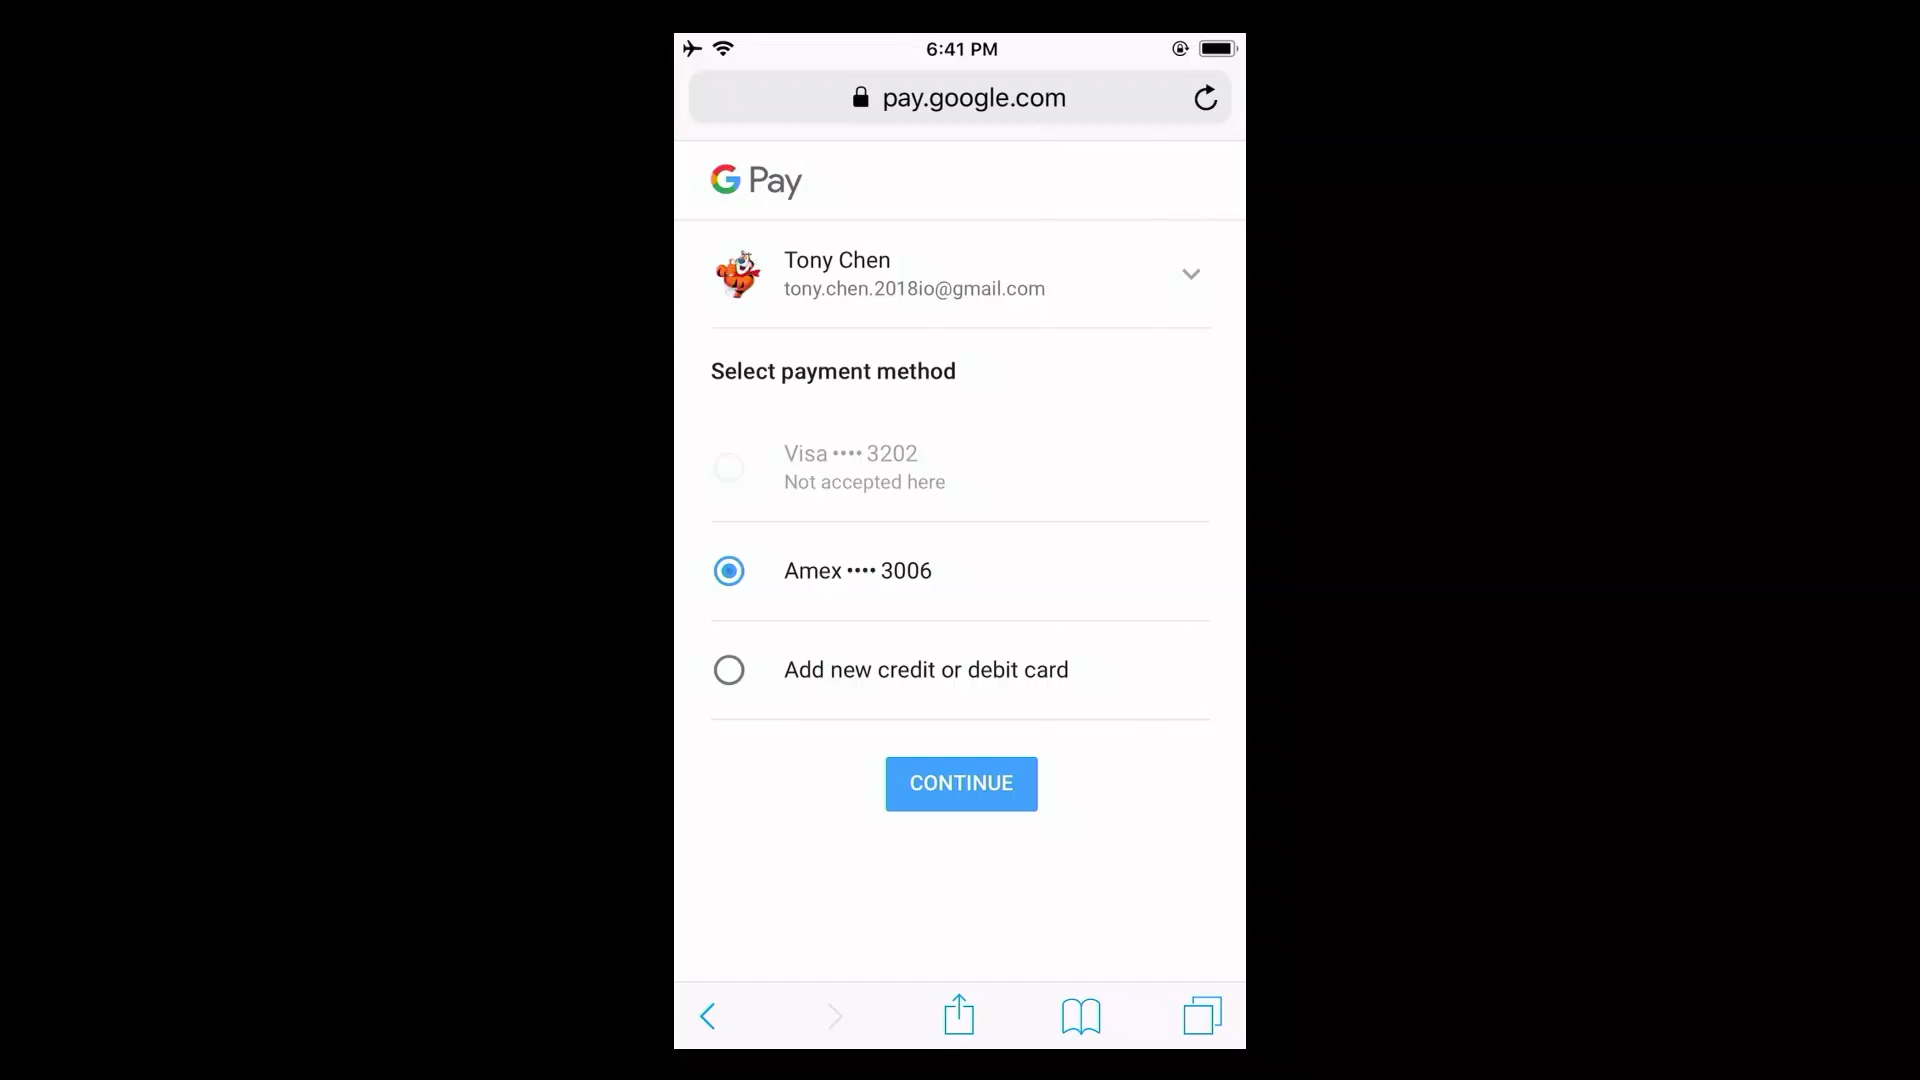 6:41 PM
pay.google.com
G Pay
Tony Chen
tony.chen.2018io@gmail.com
Select payment method
Visa •••• 3202
Not accepted here
Amex •••• 3006
Add new credit or debit card
CONTINUE